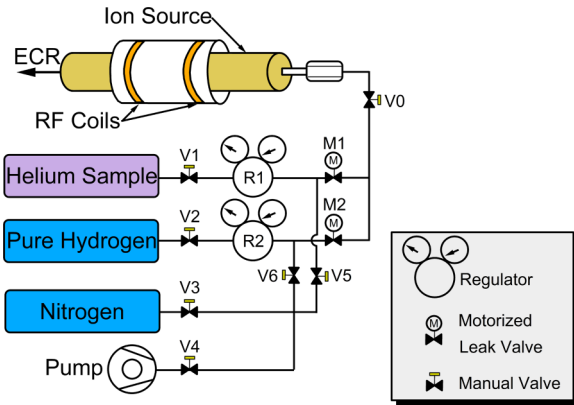 Ion Source
ECR
RF Coils
V0
V1
M1
M
Helium Sample
R1
V2
M2
M
Pure Hydrogen
R2
V6
V5
V3
Nitrogen
V4
Pump
Regulator
M
Motorized
Leak Valve
Manual Valve